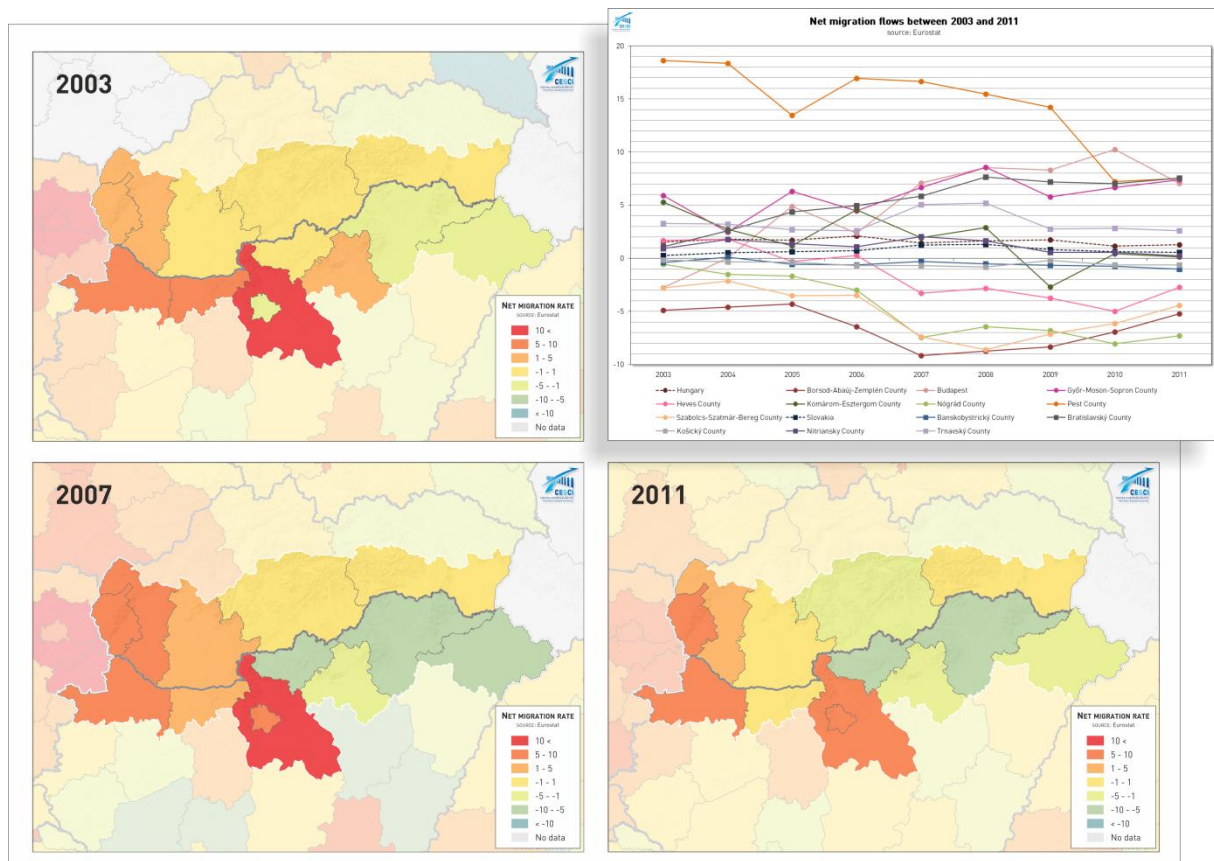 2003
CESCI
NET MIGRATION RATE
SOURCE: Eurostat
10 <
5 - 10
1 - 5
-1 - 1
-5 - -1
-10 - -5
< -10
No data
Net migration flows between 2003 and 2011
source: Eurostat
20
15
10
5
0
-5
-10
2003 2004 2005 2006 2007 2008 2009 2010 2011
Hungary Borsod-Abaúj-Zemplén County Budapest Győr-Moson-Sopron County
Heves County Komárom-Esztergom County Nógrád County Pest County
Szabolcs-Szatmár-Bereg County Slovakia Banskobystrický County Bratislavský County
Košický County Nitriansky County Trnavský County
2007
CESCI
NET MIGRATION RATE
SOURCE: Eurostat
10 <
5 - 10
1 - 5
-1 - 1
-5 - -1
-10 - -5
< -10
No data
2011
CESCI
NET MIGRATION RATE
SOURCE: Eurostat
10 <
5 - 10
1 - 5
-1 - 1
-5 - -1
-10 - -5
< -10
No data